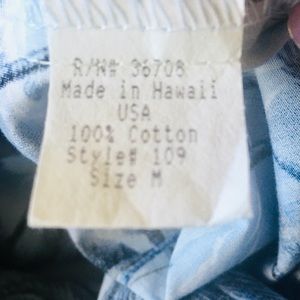 R/N# 36708
Made in Hawaii
USA
100% Cotton
Style# 109
Size M